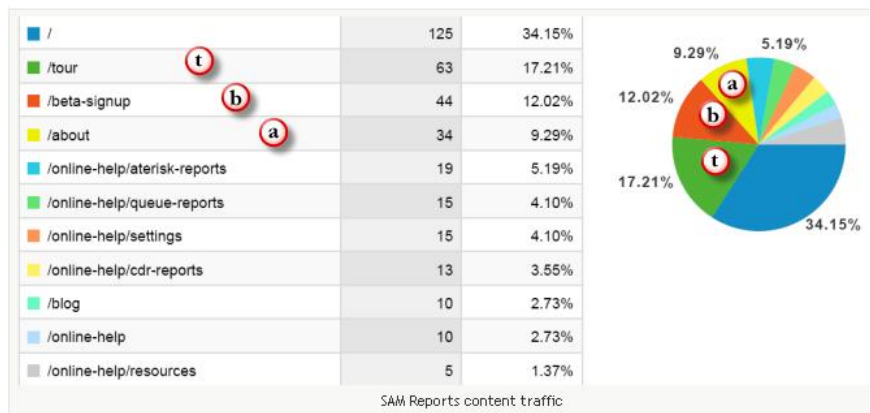 / 125 34.15%
/tour t 63 17.21%
/beta-signup b 44 12.02%
/about a 34 9.29%
/online-help/aterisk-reports 19 5.19%
/online-help/queue-reports 15 4.10%
/online-help/settings 15 4.10%
/online-help/cdr-reports 13 3.55%
/blog 10 2.73%
/online-help 10 2.73%
/online-help/resources 5 1.37%
5.19%
9.29%
a
12.02%
b
t
17.21%
34.15%
SAM Reports content traffic